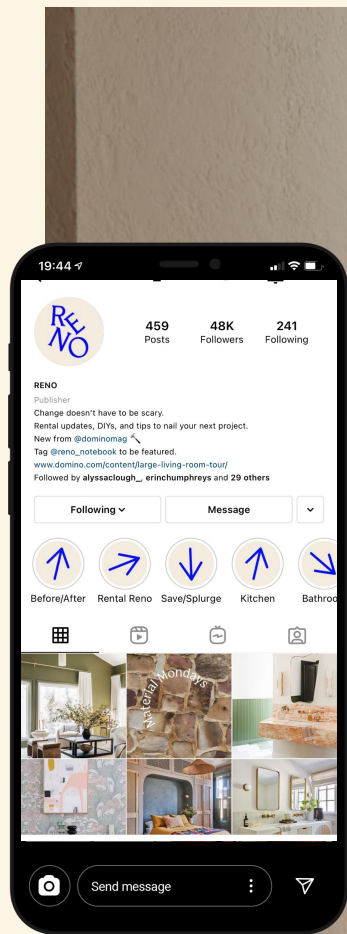 19:44
RENO
459
48K
241
Posts
Followers
Following
RENO
Publisher
Change doesn't have to be scary.
Rental updates, DIYs, and tips to nail your next project.
New from @dominomag
Tag @reno_notebook to be featured.
www.domino.com/content/large-living-room-tour/
Followed by alyssaclough_, erinchumphreys and 29 others
Following
Message
Before/After
Rental Reno
Save/Splurge
Kitchen
Bathroo
Material Mondays
Send message